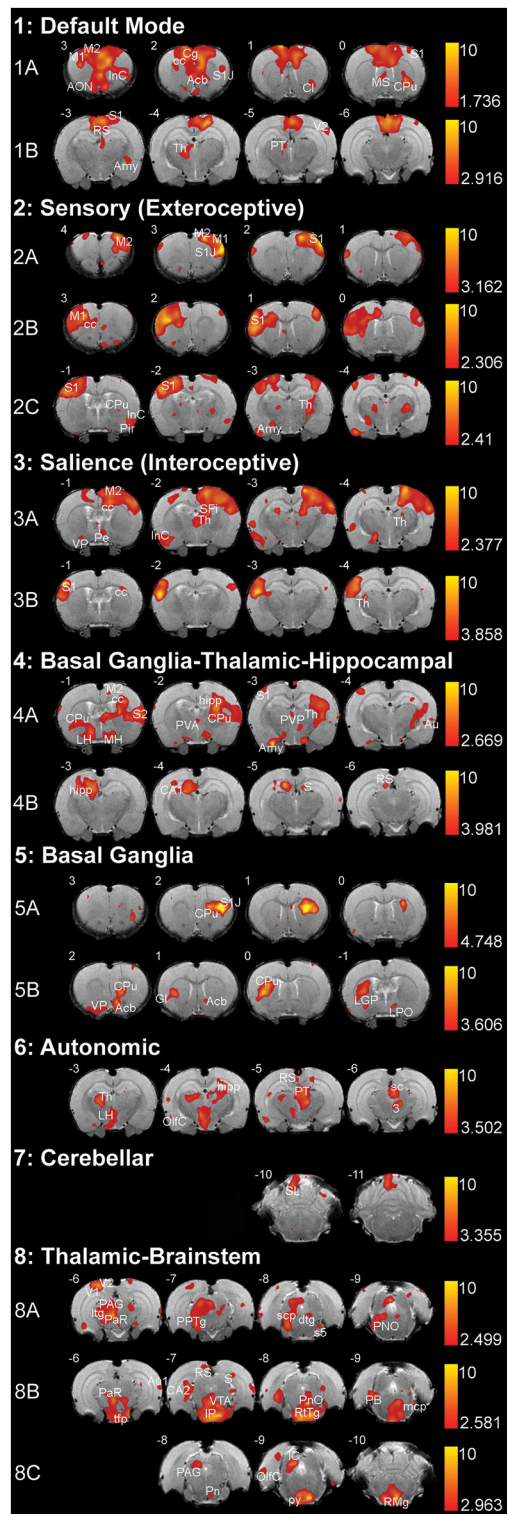 1: Default Mode
3 2 1 0 10
1A M1 M2 InC AON Cg cc Acb S1J Cl S1 MS CPu 1.736
-3 -4 -5 -6 10
1B S1 RS Amy Th PT V2 2.916
2: Sensory (Exteroceptive)
4 3 2 1 10
2A M2 M2 M1 S1J S1 3.162
3 2 1 0 10
2B M1 cc S1 2.306
-1 -2 -3 -4 10
2C S1 CPu InC Pir S1 Amy Th 2.41
3: Salience (Interoceptive)
-1 -2 -3 -4 10
3A M2 cc VP Pe SFi Th InC Th 2.377
-1 -2 -3 -4 10
3B S1 cc Th 3.858
4: Basal Ganglia-Thalamic-Hippocampal
-1 -2 -3 -4 10
4A M2 cc CPu S2 LH MH hipp CPu PVA S1 Th PVP Amy Au 2.669
-3 -4 -5 -6 10
4B hipp CA1 S RS 3.981
5: Basal Ganglia
3 2 1 0 10
5A S1J CPu 4.748
2 1 0 -1 10
5B CPu VP Acb GI Acb CPu LGP LPO 3.606
6: Autonomic
-3 -4 -5 -6 10
Th LH hipp OlfC RS PT sc 3 3.502
7: Cerebellar
-10 -11 10
3.355
8: Thalamic-Brainstem
-6 -7 -8 -9 10
8A V1 V2 PAG ltg PaR PPTg scp dtg s5 PNO 2.499
-6 -7 -8 -9 10
8B PaR tfp Au1 RS S CA2 VTA IP PnO RtTg PB mcp 2.581
-8 -9 -10 10
8C PAG Pn IC OlfC py RMg 2.963